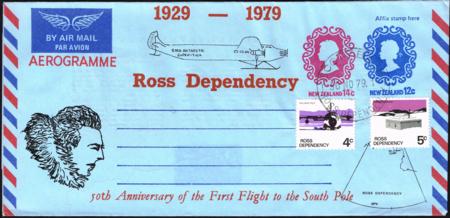 1929 - 1979
Affix stamp here
BY AIR MAIL
PAR AVION
AEROGRAMME
Ross Dependency
NEW ZEALAND 14c
NEW ZEALAND 12c
4c
ROSS
DEPENDENCY
ROSS
DEPENDENCY
5c
50th Anniversary of the First Flight to the South Pole
ROSS DEPENDENCY